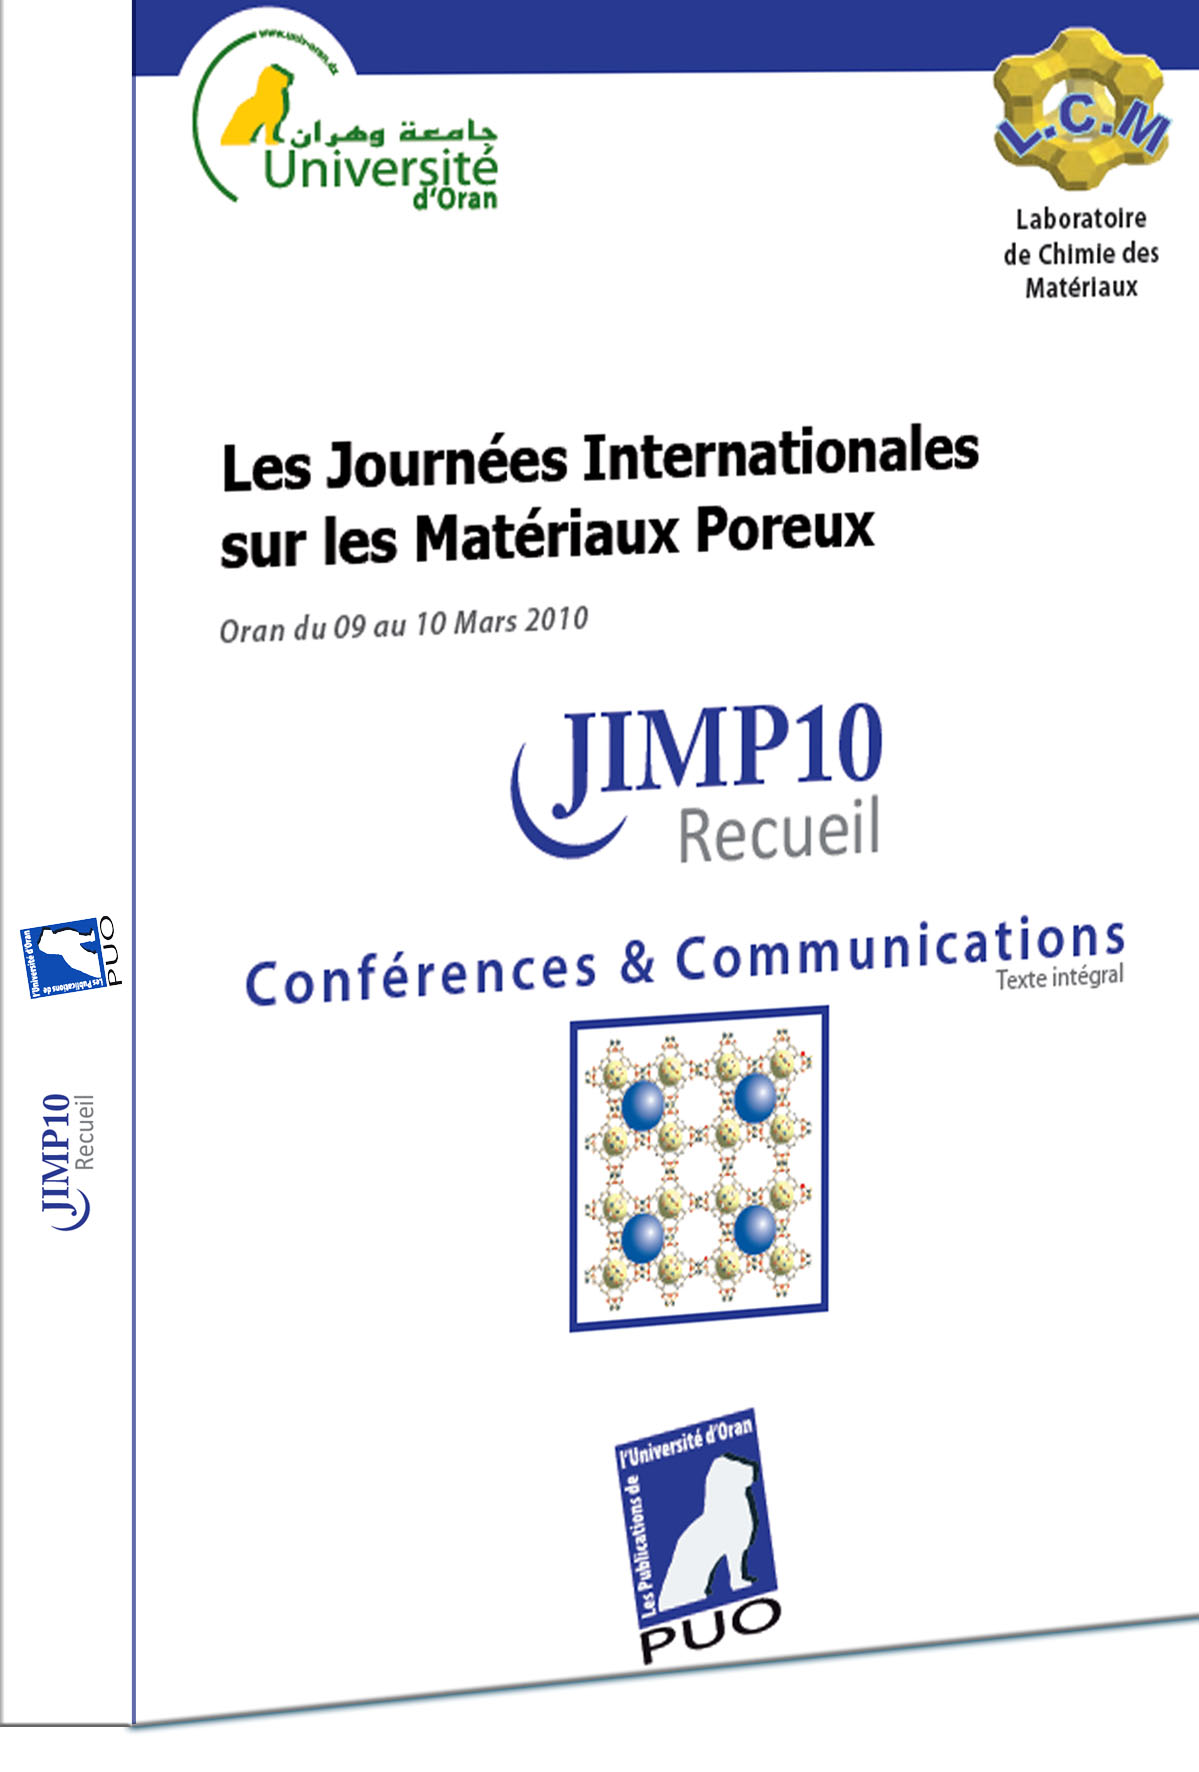 www.univ-oran.dz
جامعة وهران
Université
d'Oran
L.C.M
Laboratoire
de Chimie des
Matériaux
Les Journées Internationales
sur les Matériaux Poreux
Oran du 09 au 10 Mars 2010
JIMP10
Recueil
Conférences & Communications
Texte intégral
Les Publications de
l'Université d'Oran
PUO
Les Publications de
l'Université d'Oran
PUO
JIMP10
Recueil